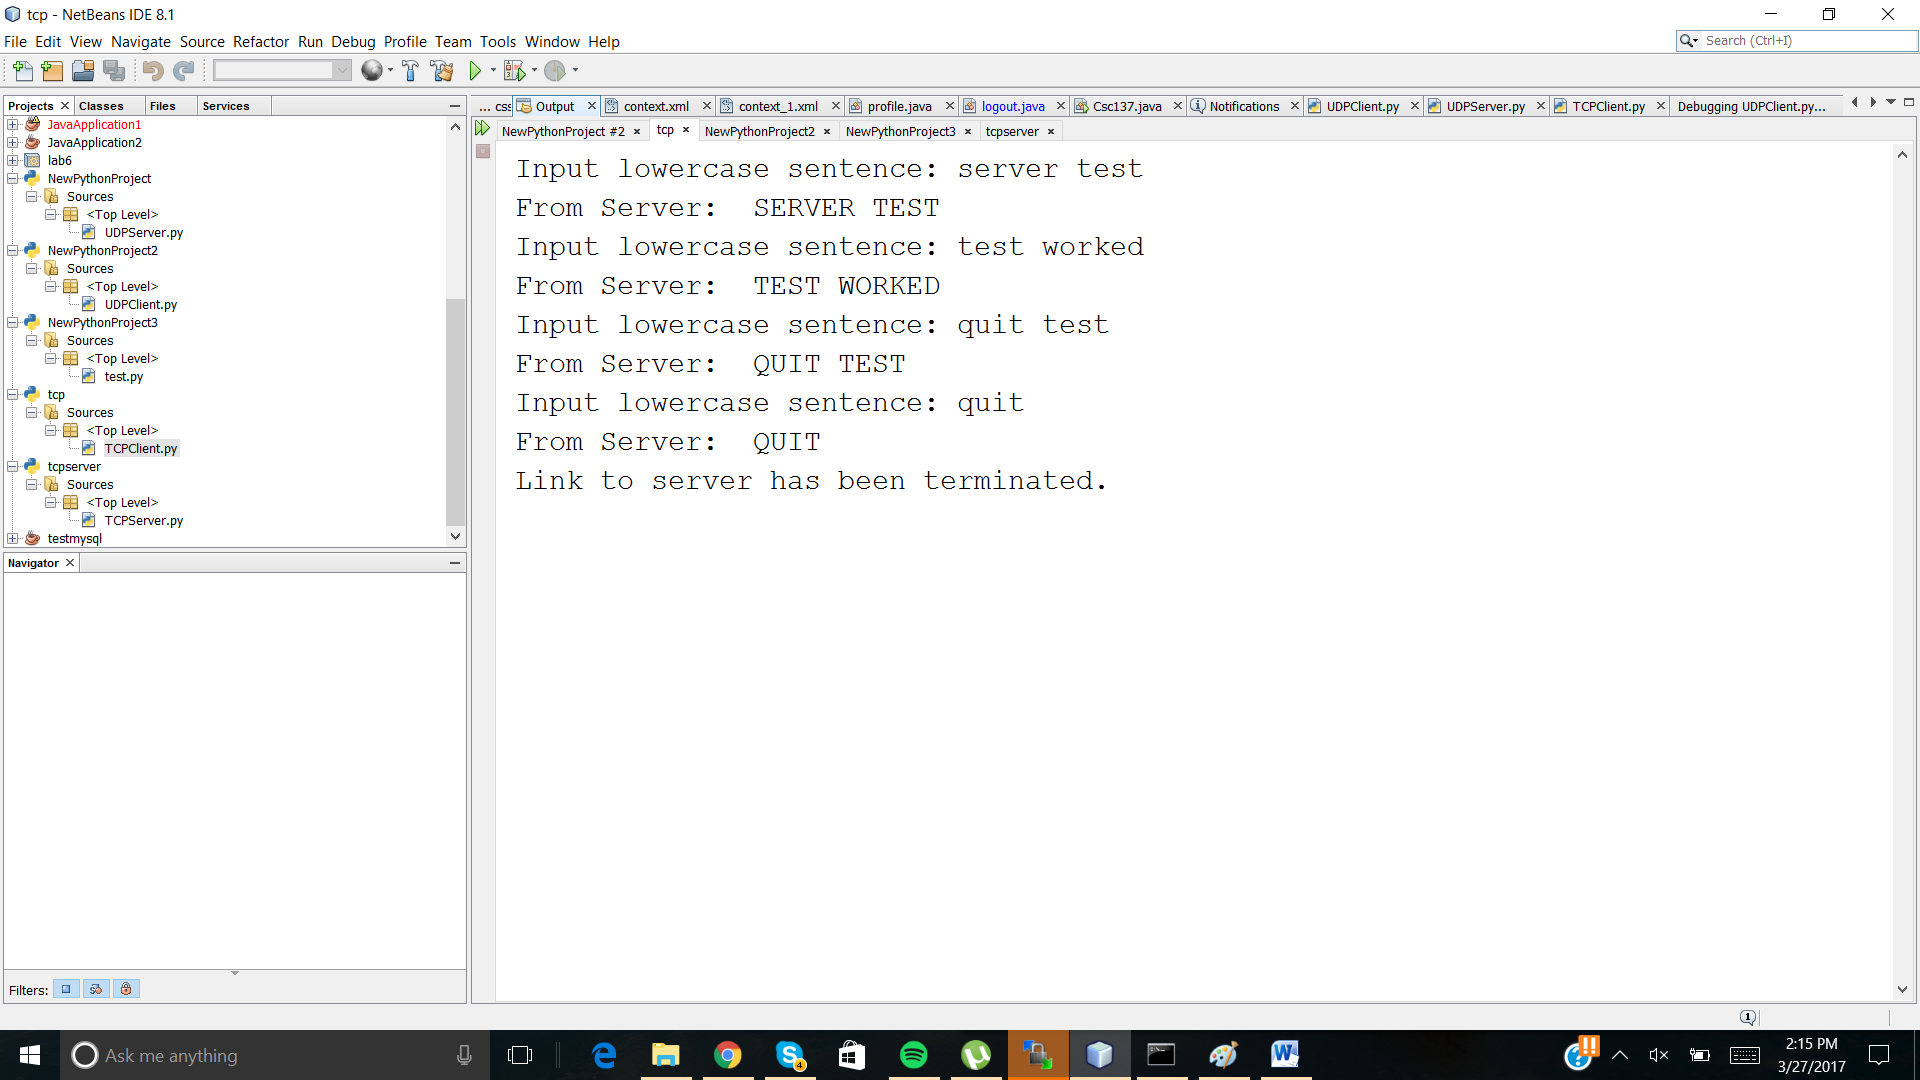 tcp - NetBeans IDE 8.1
File Edit View Navigate Source Refactor Run Debug Profile Team Tools Window Help
Search (Ctrl+I)
Projects Classes Files Services
... css Output context.xml context_1.xml profile.java logout.java Csc137.java Notifications UDPClient.py UDPServer.py TCPClient.py Debugging UDPClient.py...
NewPythonProject #2 tcp NewPythonProject2 NewPythonProject3 tcpserver
JavaApplication1
JavaApplication2
lab6
NewPythonProject
Sources
<Top Level>
UDPServer.py
NewPythonProject2
Sources
<Top Level>
UDPClient.py
NewPythonProject3
Sources
<Top Level>
test.py
tcp
Sources
<Top Level>
TCPClient.py
tcpserver
Sources
<Top Level>
TCPServer.py
testmysql
Navigator
Filters:
Input lowercase sentence: server test
From Server:  SERVER TEST
Input lowercase sentence: test worked
From Server:  TEST WORKED
Input lowercase sentence: quit test
From Server:  QUIT TEST
Input lowercase sentence: quit
From Server:  QUIT
Link to server has been terminated.
Ask me anything
4
2:15 PM
3/27/2017